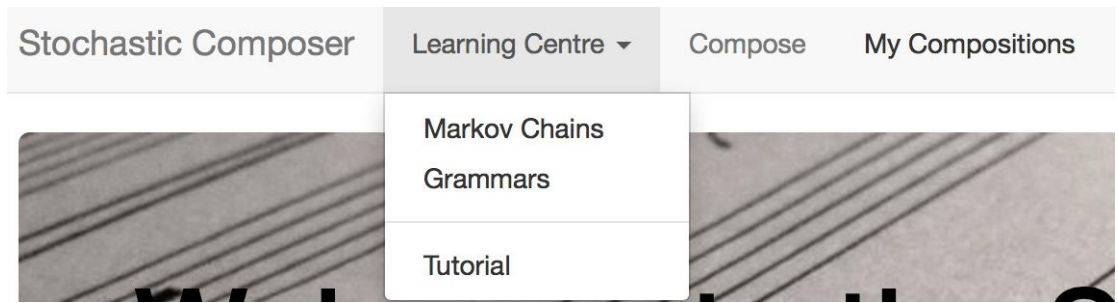 Stochastic Composer Learning Centre Compose My Compositions
Markov Chains
Grammars
Tutorial